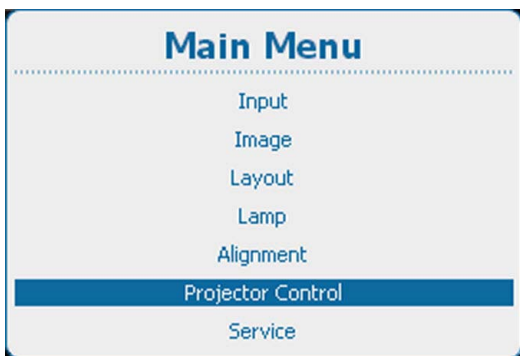 Main Menu
Input
Image
Layout
Lamp
Alignment
Projector Control
Service